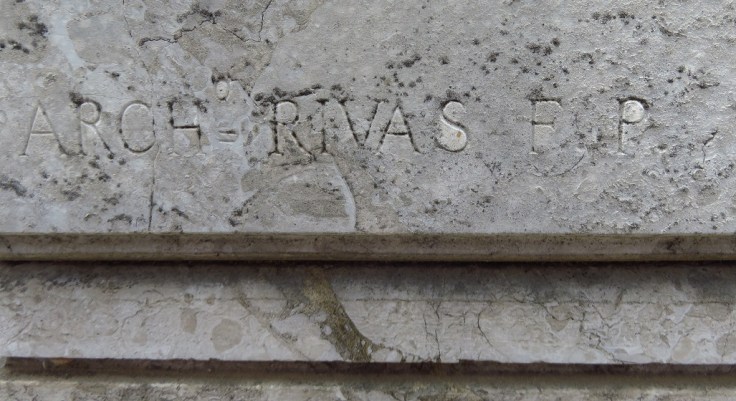 ARCH.º RIVAS F. P.